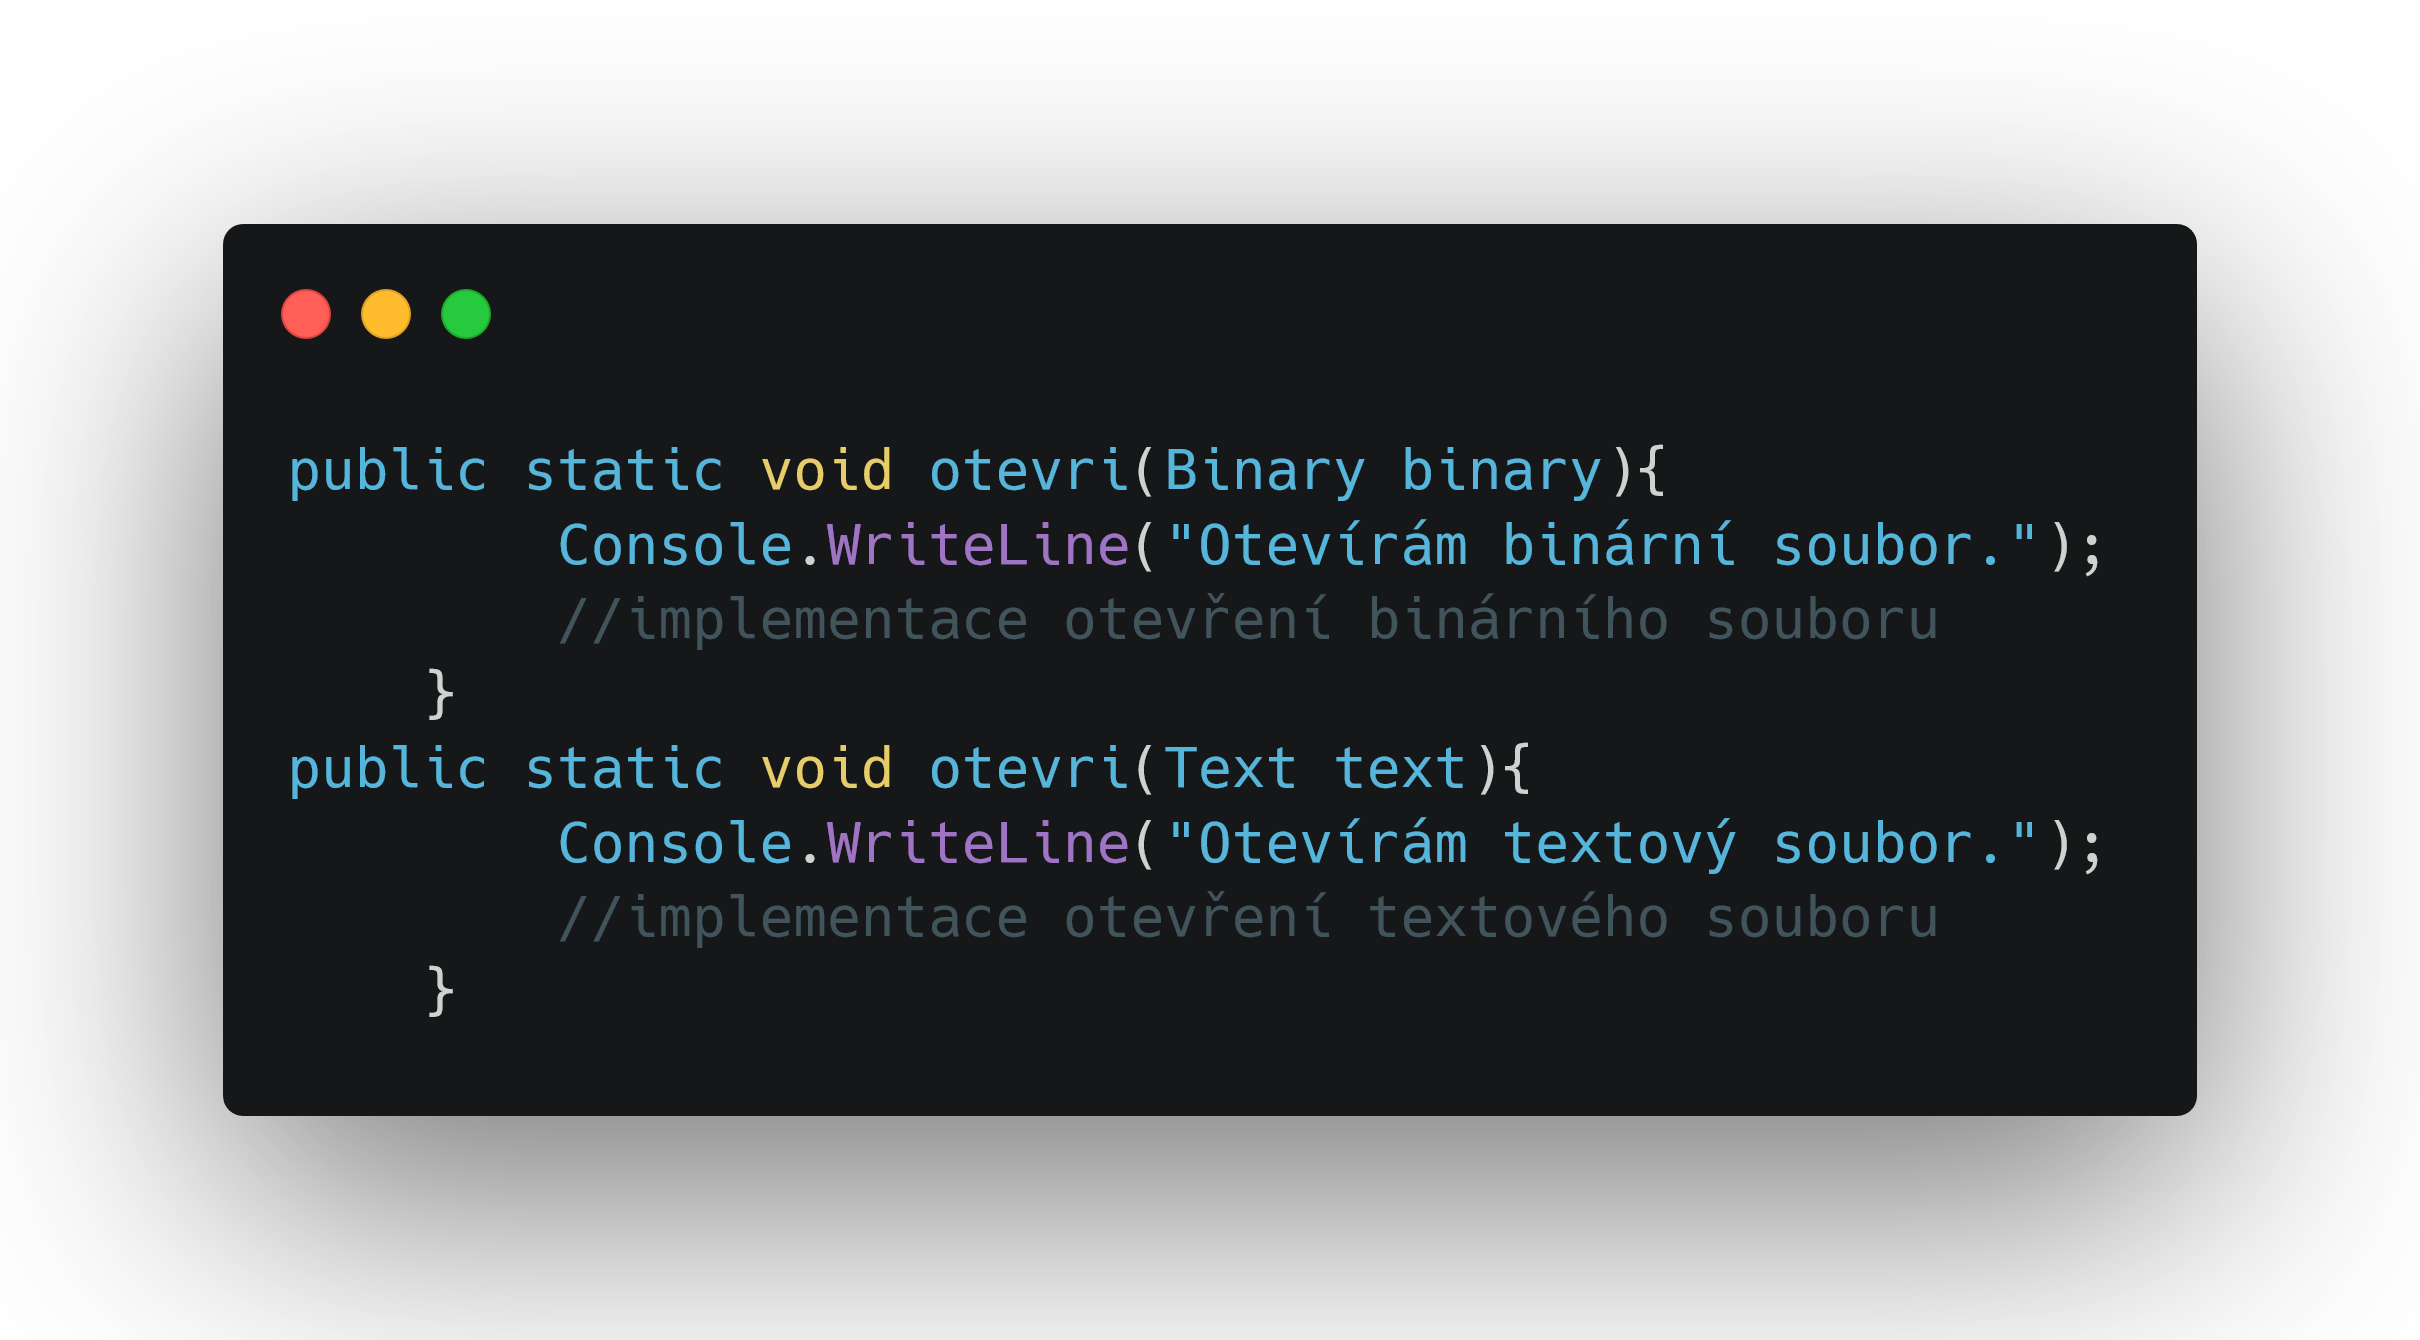 public static void otevri(Binary binary){
        Console.WriteLine("Otevírám binární soubor.");
        //implementace otevření binárního souboru
    }
public static void otevri(Text text){
        Console.WriteLine("Otevírám textový soubor.");
        //implementace otevření textového souboru
    }